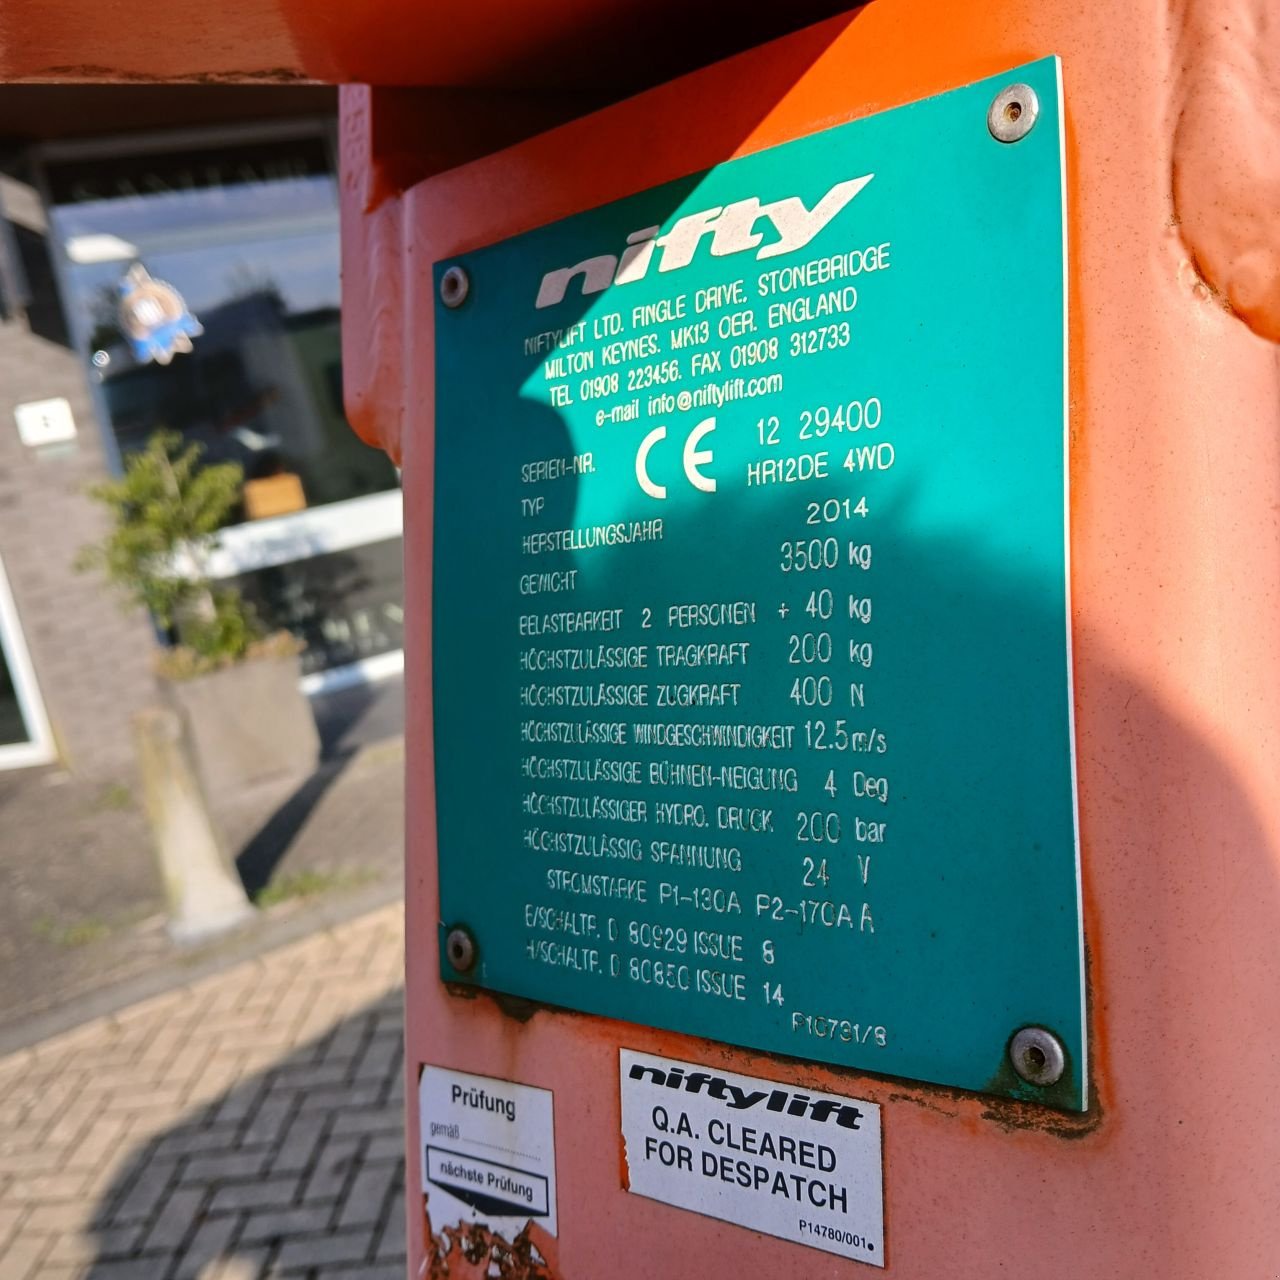 nifty
NIFTYLIFT LTD. FINGLE DRIVE. STONEBRIDGE
MILTON KEYNES. MK13 OER. ENGLAND
TEL 01908 223456. FAX 01908 312733
e-mail info@niftylift.com
CE
SERIEN-NR. 12 29400
TYP HR12DE 4WD
HERSTELLUNGSJAHR 2014
GEWICHT 3500 kg
BELASTBARKEIT 2 PERSONEN + 40 kg
HÖCHSTZULÄSSIGE TRAGKRAFT 200 kg
HÖCHSTZULÄSSIGE ZUGKRAFT 400 N
HÖCHSTZULÄSSIGE WINDGESCHWINDIGKEIT 12.5 m/s
HÖCHSTZULÄSSIGE BÜHNEN-NEIGUNG 4 Deg
HÖCHSTZULÄSSIGER HYDRO. DRUCK 200 bar
HÖCHSTZULÄSSIG SPANNUNG 24 V
STROMSTARKE P1-130A P2-170A A
E/SCHALTP. D 80929 ISSUE 8
H/SCHALTP. D 80850 ISSUE 14
P10731/8
Prüfung
gemäß
nächste Prüfung
niftylift
Q.A. CLEARED
FOR DESPATCH
P14780/001